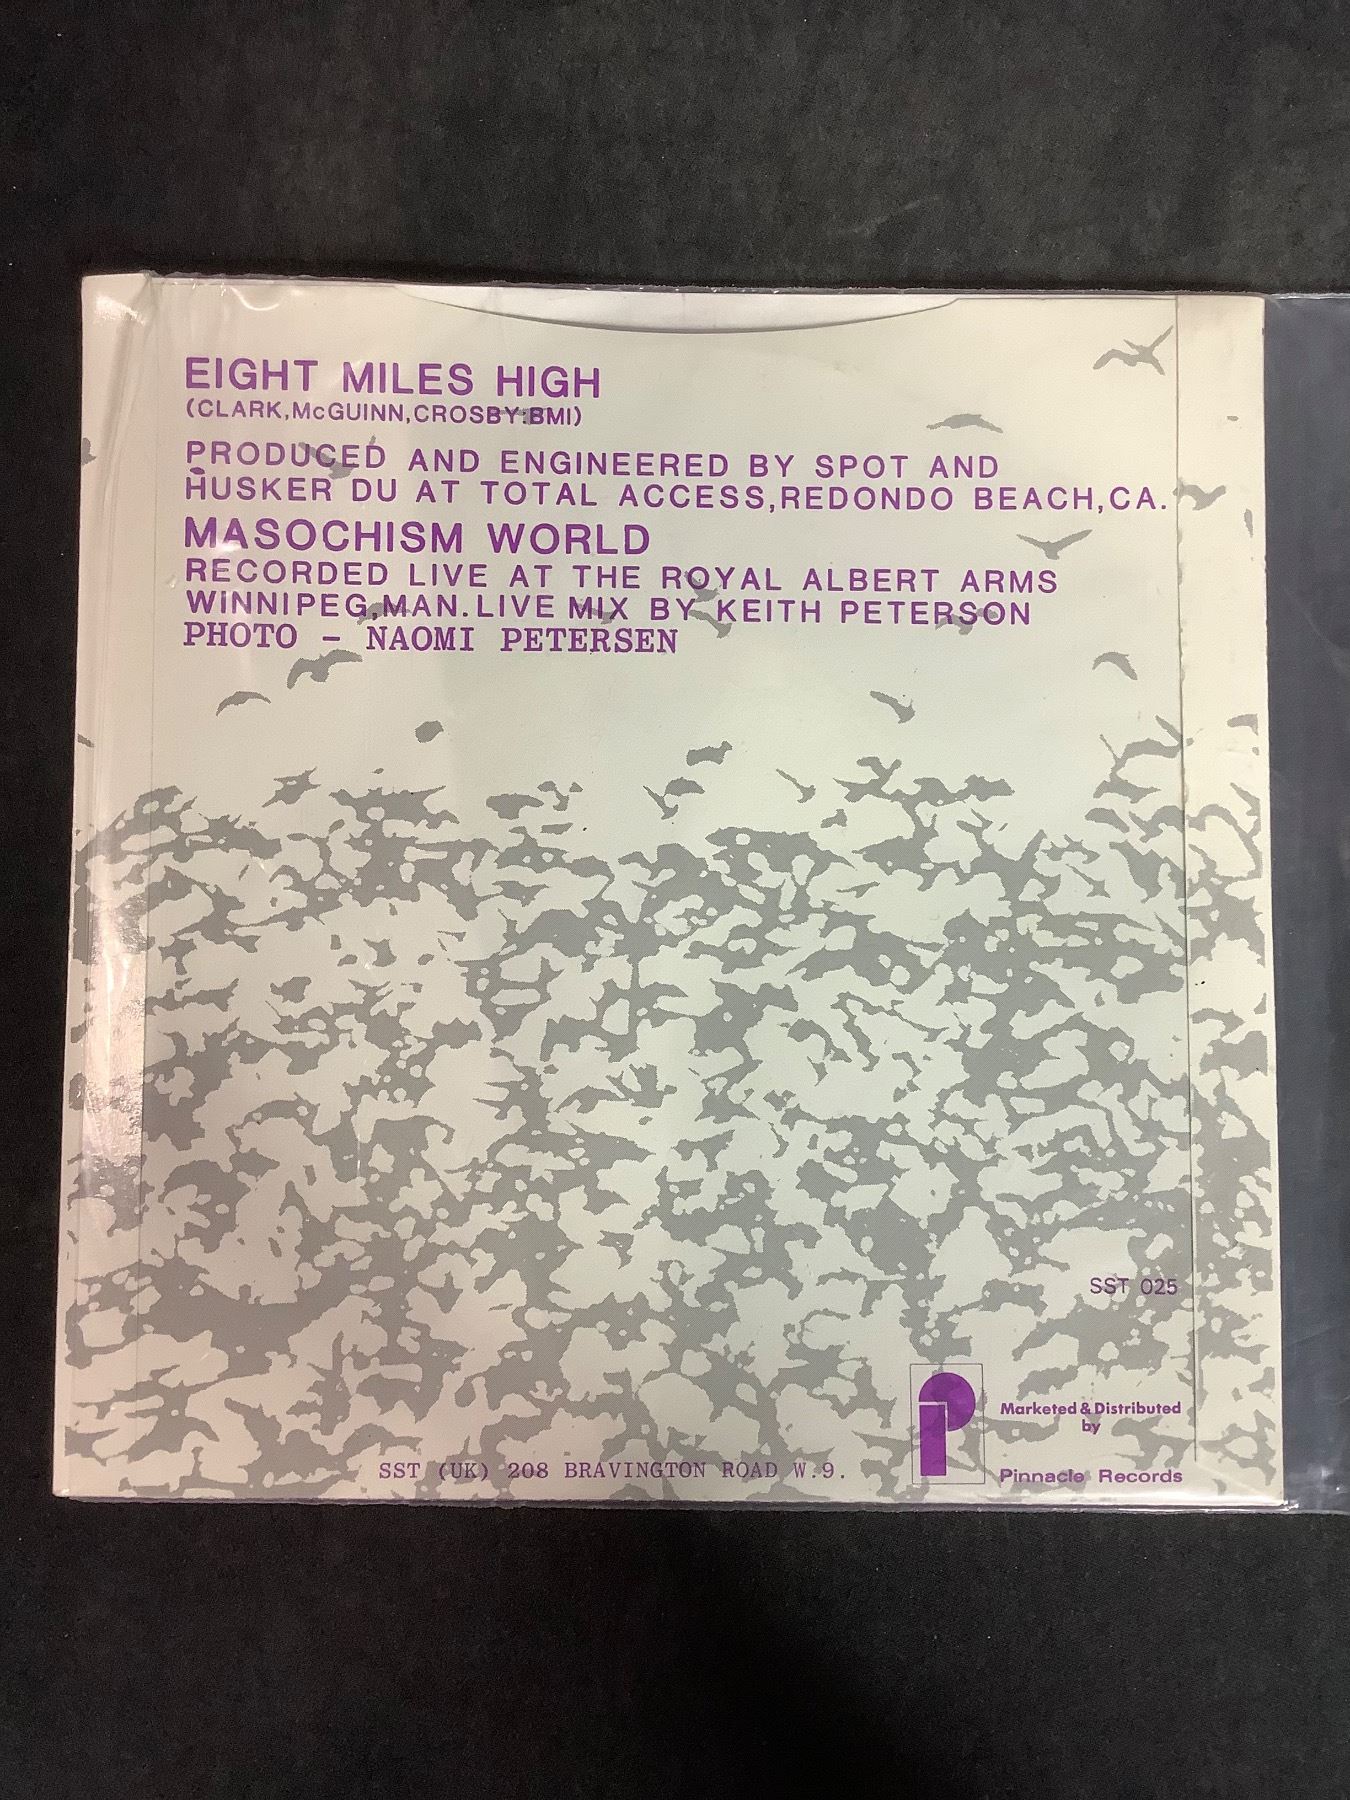 EIGHT MILES HIGH
(CLARK,McGUINN,CROSBY:BMI)
PRODUCED AND ENGINEERED BY SPOT AND
HUSKER DU AT TOTAL ACCESS,REDONDO BEACH,CA.
MASOCHISM WORLD
RECORDED LIVE AT THE ROYAL ALBERT ARMS
WINNIPEG,MAN.LIVE MIX BY KEITH PETERSON
PHOTO - NAOMI PETERSEN
SST 025
Marketed & Distributed
by
Pinnacle Records
SST (UK) 208 BRAVINGTON ROAD W.9.